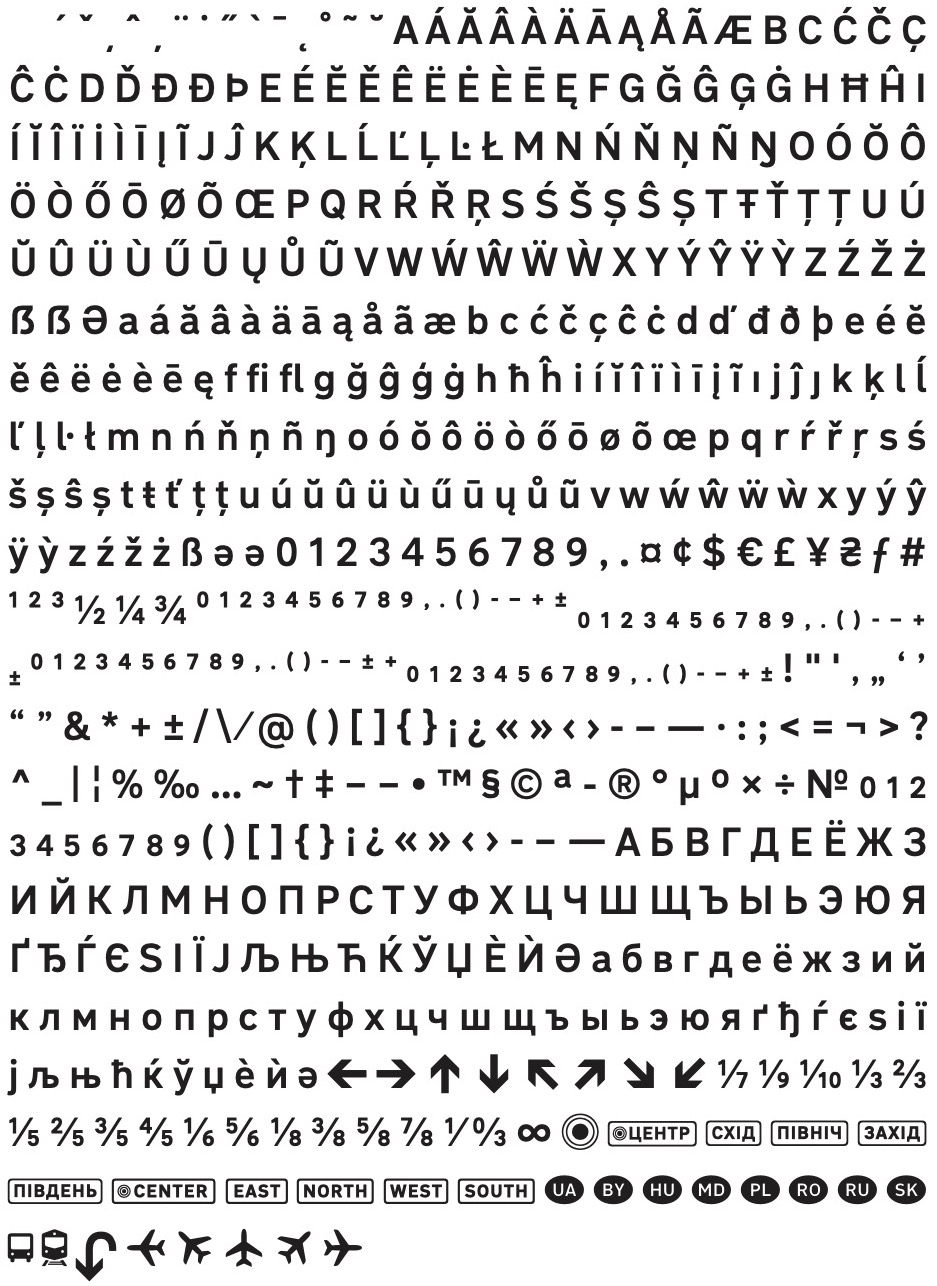 ´ ˇ ¸ ˆ , ¨ ˙ ˝ ` ¯ ˛ ˚ ˜ ˘ A Á Ă Â À Ä Ā Ą Å Ã Æ B C Ć Č Ç
Ĉ Ċ D Ď Đ Ð Þ E É Ĕ Ě Ê Ë Ė È Ē Ę F G Ğ Ĝ Ģ Ġ H Ħ Ĥ I
Í Ĭ Î Ï İ Ì Ī Į Ĩ J Ĵ K Ķ L Ĺ Ľ Ļ Ŀ Ł M N Ń Ň Ņ Ñ Ŋ O Ó Ŏ Ô
Ö Ò Ő Ō Ø Õ Œ P Q R Ŕ Ř Ŗ S Ś Š Ş Ŝ Ș T Ŧ Ť Ţ Ț U Ú
Ŭ Û Ü Ù Ű Ū Ų Ů Ũ V W Ẃ Ŵ Ẅ Ẁ X Y Ý Ŷ Ÿ Ỳ Z Ź Ž Ż
ẞ ẞ Ə a á ă â à ä ā ą å ã æ b c ć č ç ĉ ċ d ď đ ð þ e é ĕ
ě ê ë ė è ē ę f fi fl g ğ ĝ ģ ġ h ħ ĥ i í ĭ î ï ì ī į ĩ ı j ĵ ȷ k ķ l ĺ
ľ ļ ŀ ł m n ń ň ņ ñ ŋ o ó ŏ ô ö ò ő ō ø õ œ p q r ŕ ř ŗ s ś
š ş ŝ ș t ŧ ť ţ ț u ú ŭ û ü ù ű ū ų ů ũ v w ẃ ŵ ẅ ẁ x y ý ŷ
ÿ ỳ z ź ž ż ß ə ə 0 1 2 3 4 5 6 7 8 9 , . ¤ ¢ $ € £ ¥ ₴ ƒ #
1 2 3 ½ ¼ ¾ 0 1 2 3 4 5 6 7 8 9 , . ( ) - – + ± 0 1 2 3 4 5 6 7 8 9 , . ( ) - – +
± 0 1 2 3 4 5 6 7 8 9 , . ( ) - – ± + 0 1 2 3 4 5 6 7 8 9 , . ( ) - – + ± ! " ' ‚ „ ‘ ’
“ ” & * + ± / \ ⁄ @ ( ) [ ] { } ¡ ¿ « » ‹ › - – — · : ; < = ¬ > ?
^ _ | ¦ % ‰ … ~ † ‡ – − • ™ § © ª - ® ° µ º × ÷ № 0 1 2
3 4 5 6 7 8 9 ( ) [ ] { } ¡ ¿ « » ‹ › - – — А Б В Г Д Е Ё Ж З
И Й К Л М Н О П Р С Т У Ф Х Ц Ч Ш Щ Ъ Ы Ь Э Ю Я
Ґ Ђ Ѓ Є Ѕ І Ї Ј Љ Њ Ћ Ќ Ў Џ Ѐ Ѝ Ə а б в г д е ё ж з и й
к л м н о п р с т у ф х ц ч ш щ ъ ы ь э ю я ґ ђ ѓ є ѕ і ї
ј љ њ ћ ќ ў џ ѐ ѝ ə ← → ↑ ↓ ↖ ↗ ↘ ↙ ⅐ ⅑ ⅒ ⅓ ⅔
⅕ ⅖ ⅗ ⅘ ⅙ ⅚ ⅛ ⅜ ⅝ ⅞ ⅟ ↉ ∞ ЦЕНТР СХІД ПІВНІЧ ЗАХІД
ПІВДЕНЬ CENTER EAST NORTH WEST SOUTH UA BY HU MD PL RO RU SK